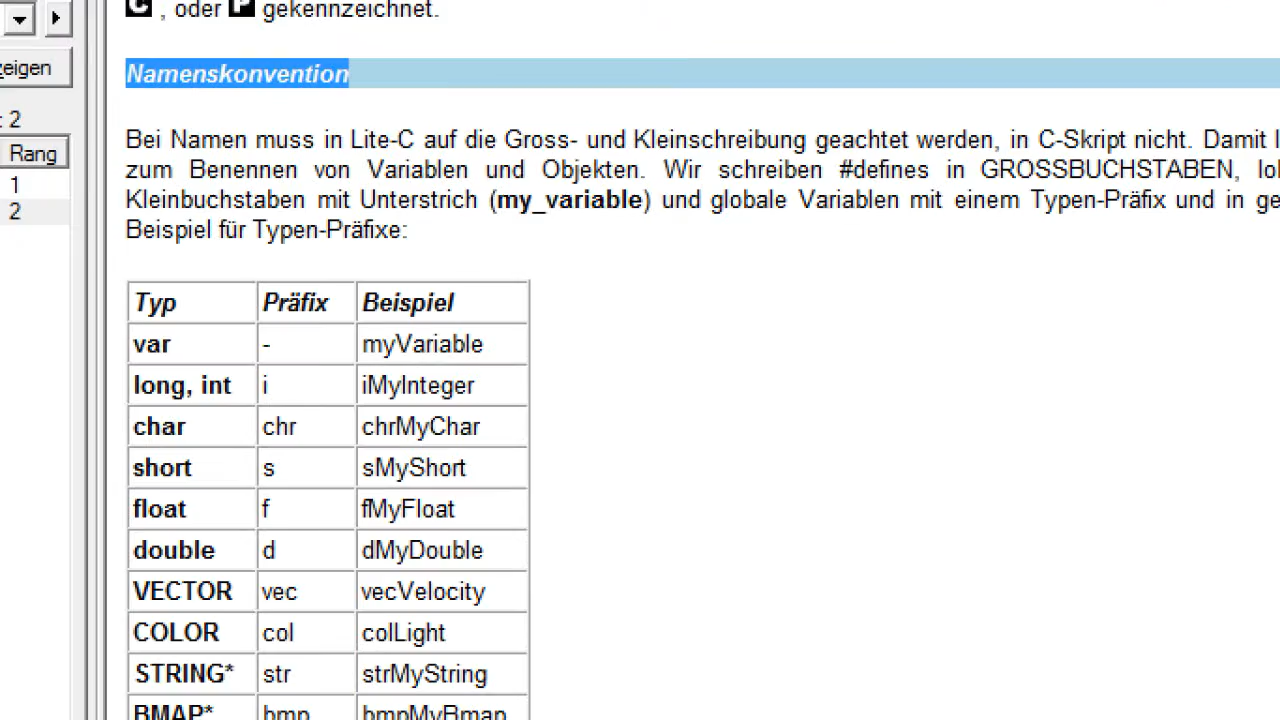 C , oder P gekennzeichnet.
zeigen
Namenskonvention
: 2
Rang
1
2
Bei Namen muss in Lite-C auf die Gross- und Kleinschreibung geachtet werden, in C-Skript nicht. Damit
zum Benennen von Variablen und Objekten. Wir schreiben #defines in GROSSBUCHSTABEN,
Kleinbuchstaben mit Unterstrich (my_variable) und globale Variablen mit einem Typen-Präfix und in
Beispiel für Typen-Präfixe:
Typ Präfix Beispiel
var - myVariable
long, int i iMyInteger
char chr chrMyChar
short s sMyShort
float f fMyFloat
double d dMyDouble
VECTOR vec vecVelocity
COLOR col colLight
STRING* str strMyString
BMAP* bmp bmpMyBmap